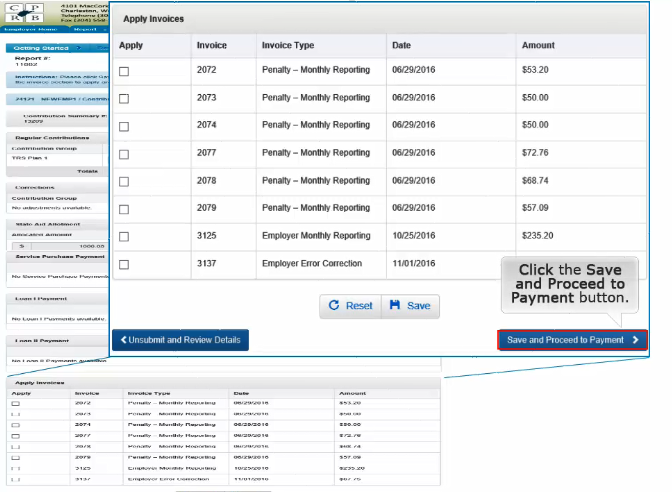 C P
R B
4101 MacCork
Charleston, W
Telephone (30
Fax (304) 558
Employer Home Report
Getting Started
Report #:
11002
Apply Invoices
Apply Invoice Invoice Type Date Amount
2072 Penalty – Monthly Reporting 06/29/2016 $53.20
2073 Penalty – Monthly Reporting 06/29/2016 $50.00
2074 Penalty – Monthly Reporting 06/29/2016 $50.00
2077 Penalty – Monthly Reporting 06/29/2016 $72.76
2078 Penalty – Monthly Reporting 06/29/2016 $68.74
2079 Penalty – Monthly Reporting 06/29/2016 $57.09
3125 Employer Monthly Reporting 10/25/2016 $235.20
3137 Employer Error Correction 11/01/2016
Click the Save
and Proceed to
Payment button.
Reset Save
Unsubmit and Review Details Save and Proceed to Payment
Contribution Summary #:
15209
Regular Contributions
Contribution Group
TRS Plan 1
Totals
Corrections
Contribution Group
No adjustments available.
State Aid Allotment
Allocated Amount
$ 1000.00
Service Purchase Payment
No Service Purchase Payments
Loan I Payment
No Loan I Payments available.
Loan II Payment
No Loan II Payments available.
Apply Invoices
Apply Invoice Invoice Type Date Amount
2072 Penalty – Monthly Reporting 06/29/2016 $53.20
2073 Penalty – Monthly Reporting 06/29/2016 $50.00
2074 Penalty – Monthly Reporting 06/29/2016 $50.00
2077 Penalty – Monthly Reporting 06/29/2016 $72.76
2078 Penalty – Monthly Reporting 06/29/2016 $68.74
2079 Penalty – Monthly Reporting 06/29/2016 $57.09
3125 Employer Monthly Reporting 10/25/2016 $235.20
3137 Employer Error Correction 11/01/2016 $67.75